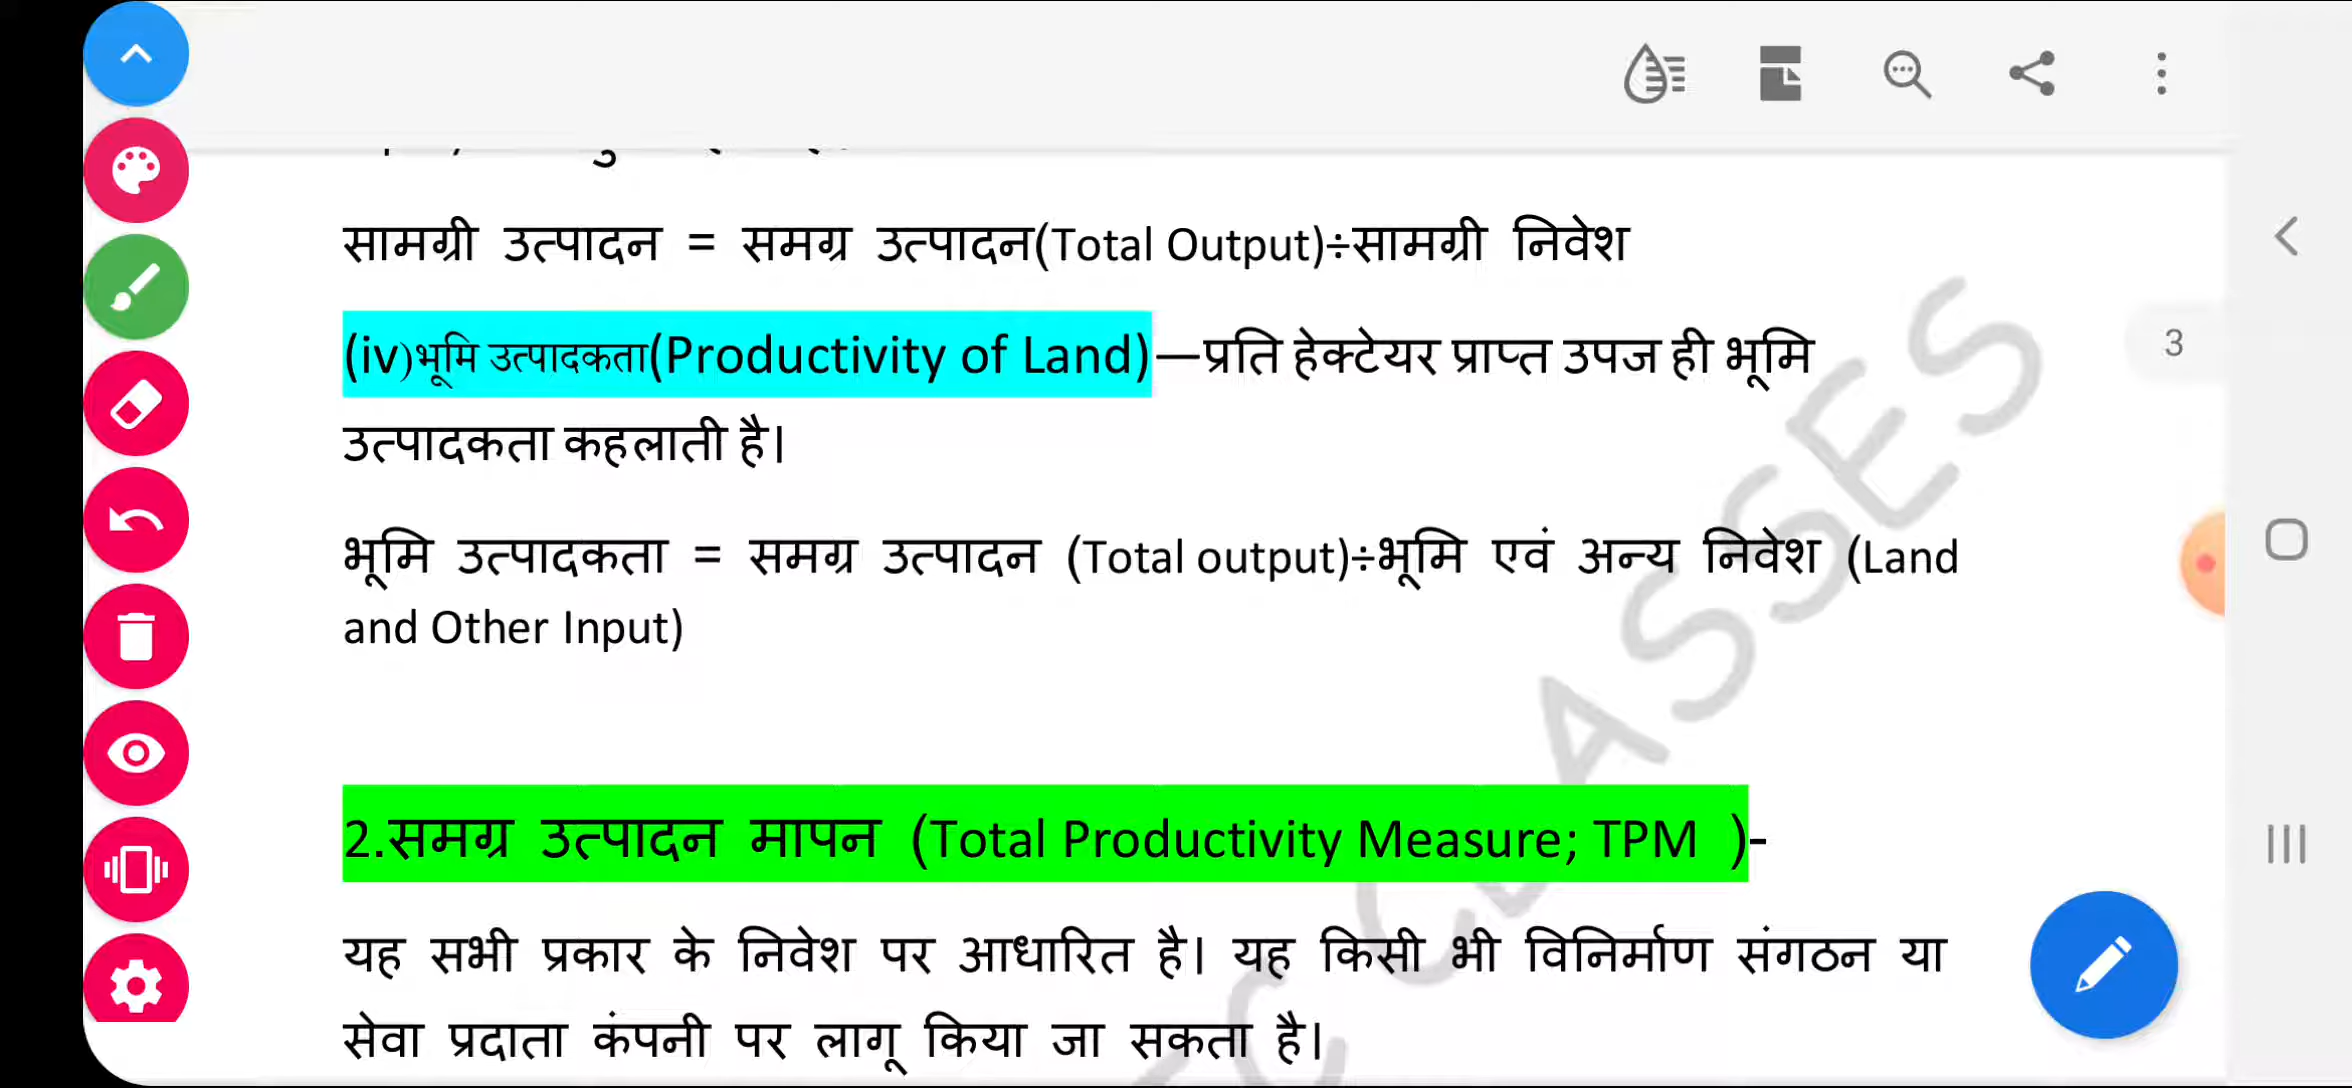 सामग्री उत्पादन = समग्र उत्पादन(Total Output)÷सामग्री निवेश
(iv)भूमि उत्पादकता(Productivity of Land)—प्रति हेक्टेयर प्राप्त उपज ही भूमि
उत्पादकता कहलाती है।
भूमि उत्पादकता = समग्र उत्पादन (Total output)÷भूमि एवं अन्य निवेश (Land
and Other Input)
2.समग्र उत्पादन मापन (Total Productivity Measure; TPM )-
यह सभी प्रकार के निवेश पर आधारित है। यह किसी भी विनिर्माण संगठन या
सेवा प्रदाता कंपनी पर लागू किया जा सकता है।
3
C CLASSES